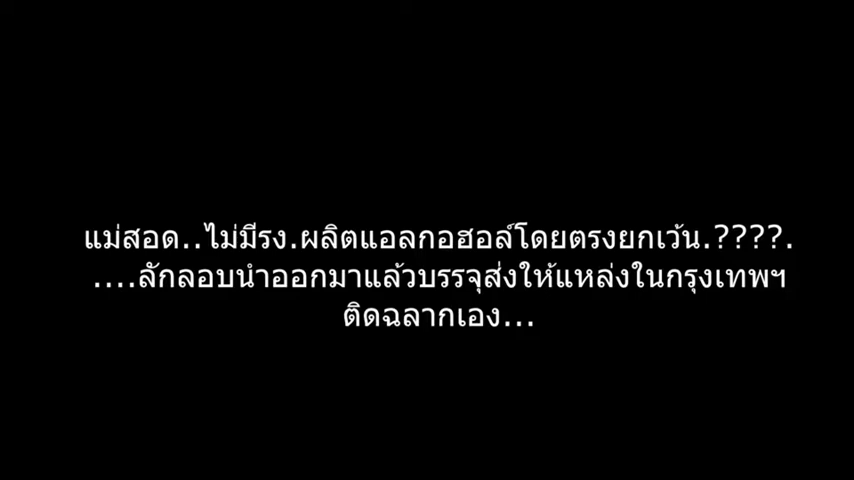 แม่สอด..ไม่มีรง.ผลิตแอลกอฮอล์โดยตรงยกเว้น.????.
....ลักลอบนำออกมาแล้วบรรจุส่งให้แหล่งในกรุงเทพฯ
ติดฉลากเอง...